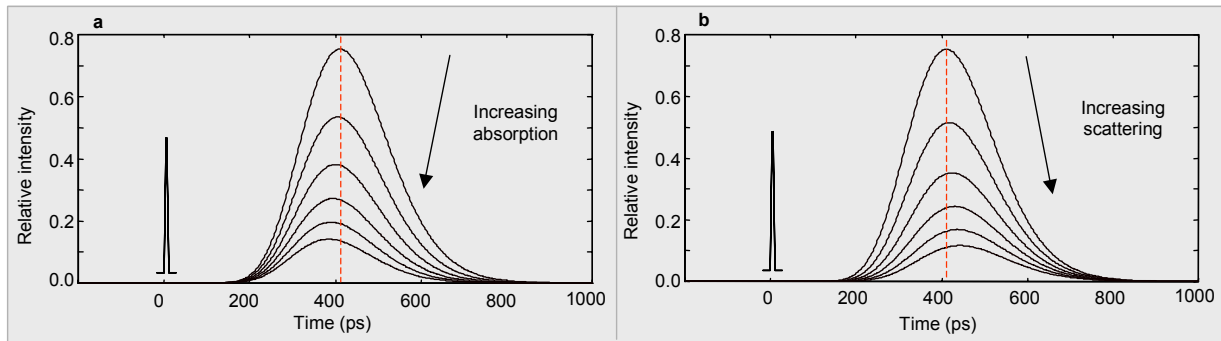 a
0.8
0.6
0.4
0.2
0.0
Relative intensity
Increasing
absorption
0 200 400 600 800 1000
Time (ps)
b
0.8
0.6
0.4
0.2
0.0
Relative intensity
Increasing
scattering
0 200 400 600 800 1000
Time (ps)